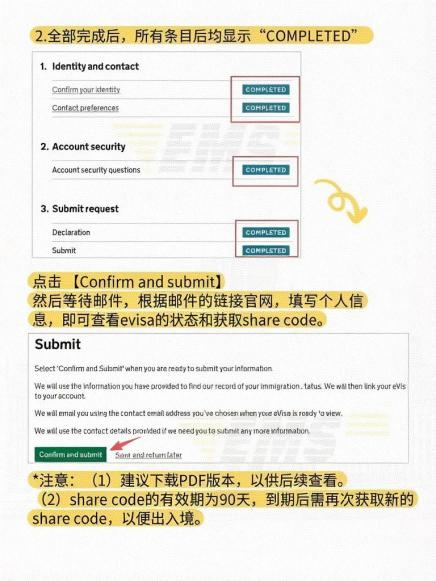 2.全部完成后，所有条目后均显示“COMPLETED”
1. Identity and contact
Confirm your identity COMPLETED
Contact preferences COMPLETED
EMS
2. Account security
Account security questions COMPLETED
3. Submit request
Declaration COMPLETED
Submit COMPLETED
点击 【Confirm and submit】
然后等待邮件，根据邮件的链接官网，填写个人信
息，即可查看evisa的状态和获取share code。
Submit
Select 'Confirm and Submit' when you are ready to submit your information.
We will use the information you have provided to find our record of your immigration .tatus. We will then link your eVis
to your account.
We will email you using the contact email address you've chosen when your eVisa is ready to view.
We will use the contact details provided if we need you to submit any more information.
EMS
Confirm and submit Save and return later
*注意：（1）建议下载PDF版本，以供后续查看。
（2）share code的有效期为90天，到期后需再次获取新的
share code，以便出入境。